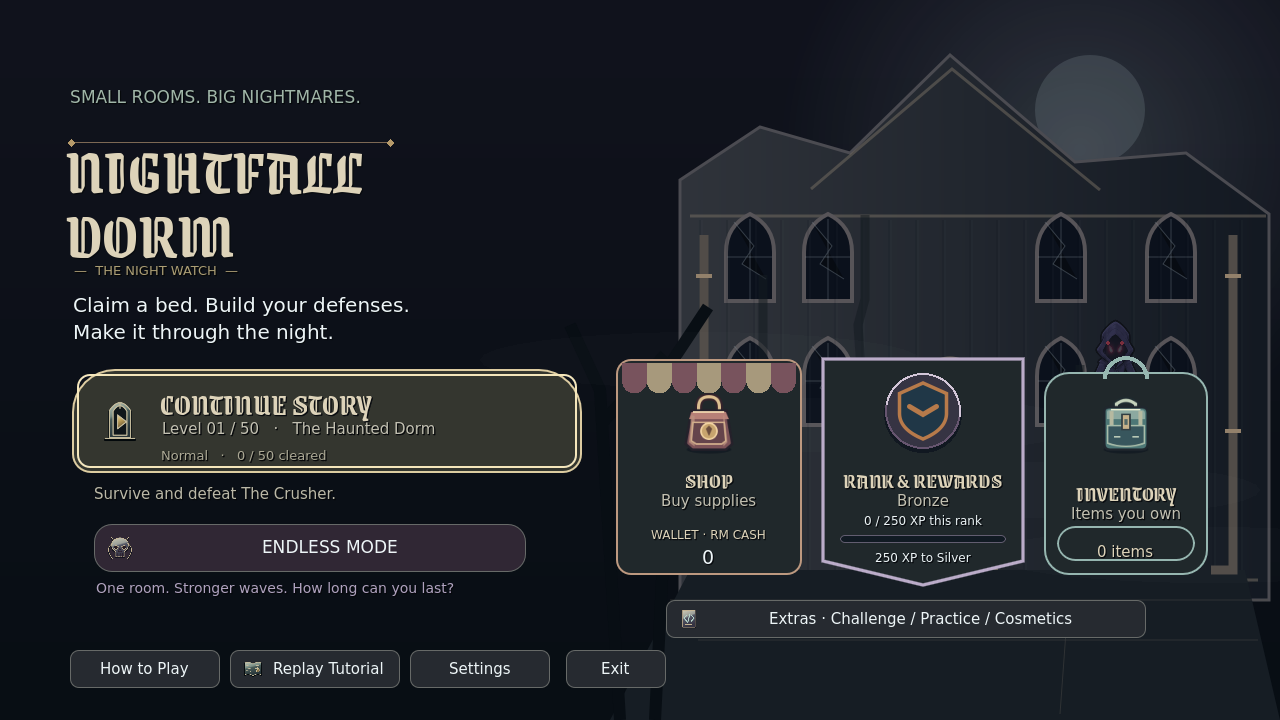 SMALL ROOMS. BIG NIGHTMARES.
NIGHTFALL
DORM
— THE NIGHT WATCH —
Claim a bed. Build your defenses.
Make it through the night.
CONTINUE STORY
Level 01 / 50 · The Haunted Dorm
Normal · 0 / 50 cleared
Survive and defeat The Crusher.
ENDLESS MODE
One room. Stronger waves. How long can you last?
SHOP
Buy supplies
WALLET · RM CASH
0
RANK & REWARDS
Bronze
0 / 250 XP this rank
250 XP to Silver
INVENTORY
Items you own
0 items
Extras · Challenge / Practice / Cosmetics
How to Play
Replay Tutorial
Settings
Exit